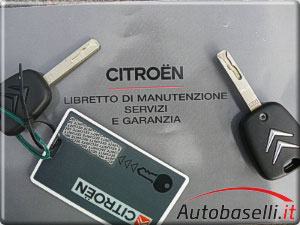 CITROËN
LIBRETTO DI MANUTENZIONE
SERVIZI
E GARANZIA
CITROËN
Autobaselli.it